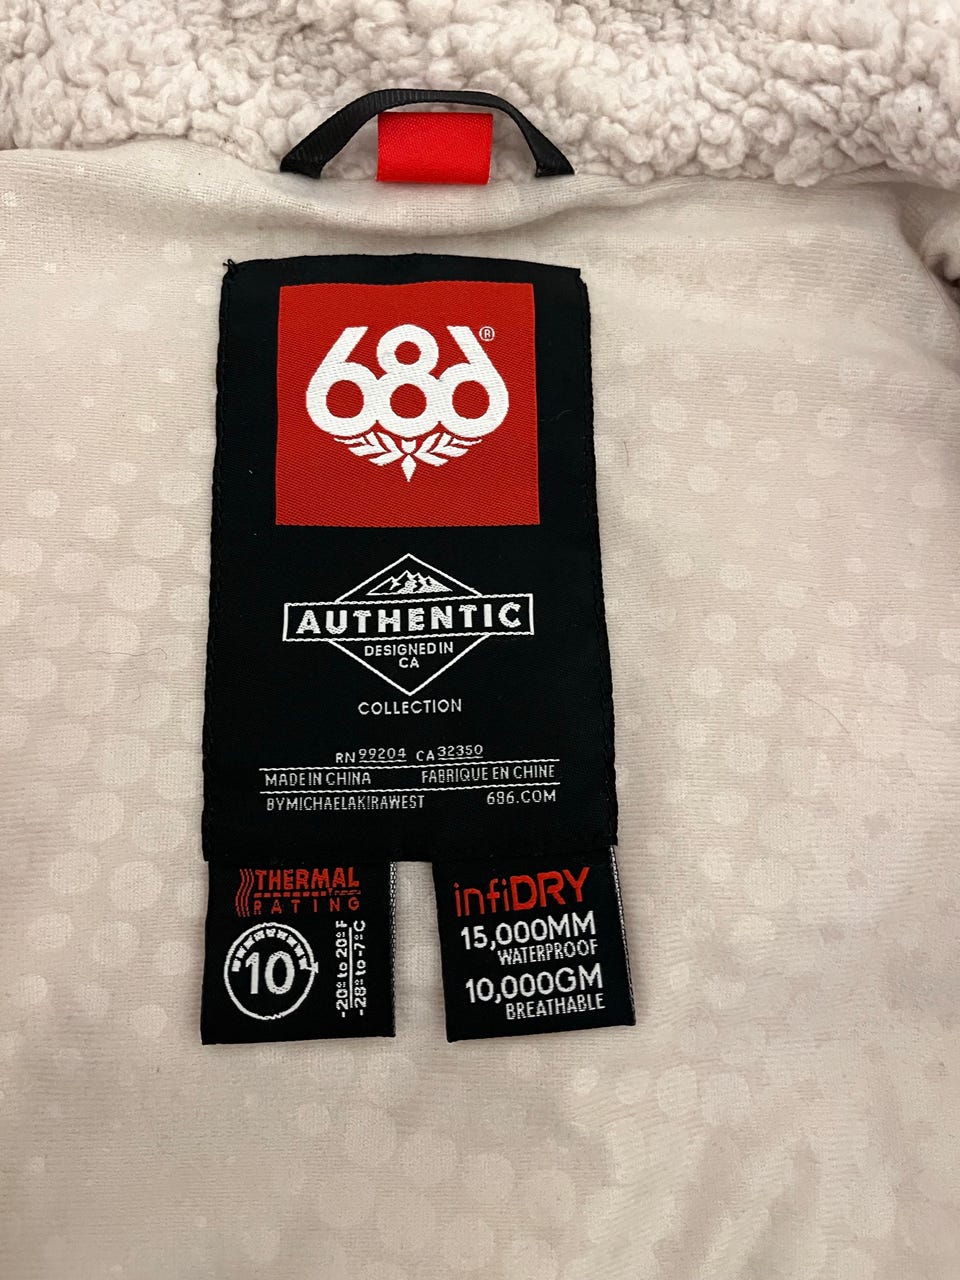 686®
AUTHENTIC
DESIGNED IN
CA
COLLECTION
RN 99204 CA 32350
MADE IN CHINA FABRIQUE EN CHINE
BYMICHAELAKIRAWEST 686.COM
THERMAL
RATING
10
-20° to 20° F
-28° to -7° C
infiDRY
15,000MM
WATERPROOF
10,000GM
BREATHABLE